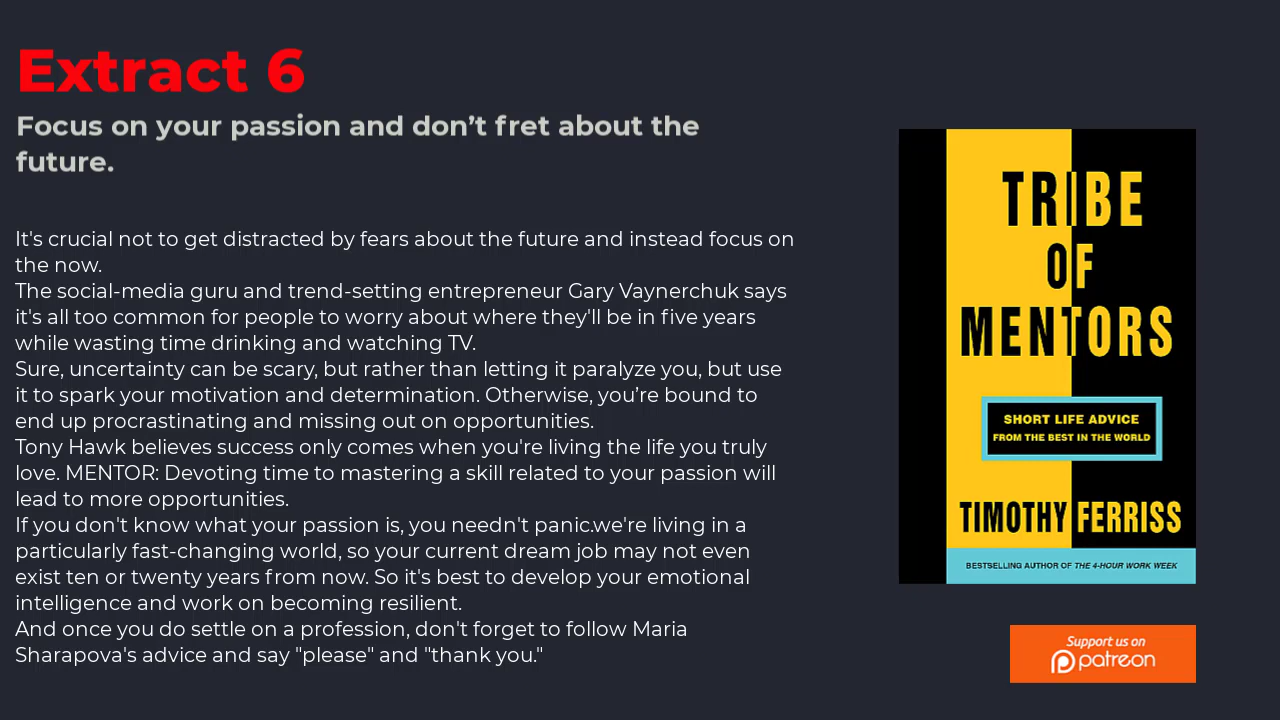 Extract 6
Focus on your passion and don’t fret about the
future.
It's crucial not to get distracted by fears about the future and instead focus on
the now.
The social-media guru and trend-setting entrepreneur Gary Vaynerchuk says
it's all too common for people to worry about where they'll be in five years
while wasting time drinking and watching TV.
Sure, uncertainty can be scary, but rather than letting it paralyze you, but use
it to spark your motivation and determination. Otherwise, you’re bound to
end up procrastinating and missing out on opportunities.
Tony Hawk believes success only comes when you're living the life you truly
love. MENTOR: Devoting time to mastering a skill related to your passion will
lead to more opportunities.
If you don't know what your passion is, you needn't panic.we're living in a
particularly fast-changing world, so your current dream job may not even
exist ten or twenty years from now. So it's best to develop your emotional
intelligence and work on becoming resilient.
And once you do settle on a profession, don't forget to follow Maria
Sharapova's advice and say "please" and "thank you."
TRIBE
OF
MENTORS
SHORT LIFE ADVICE
FROM THE BEST IN THE WORLD
TIMOTHY FERRISS
BESTSELLING AUTHOR OF THE 4-HOUR WORK WEEK
Support us on
patreon